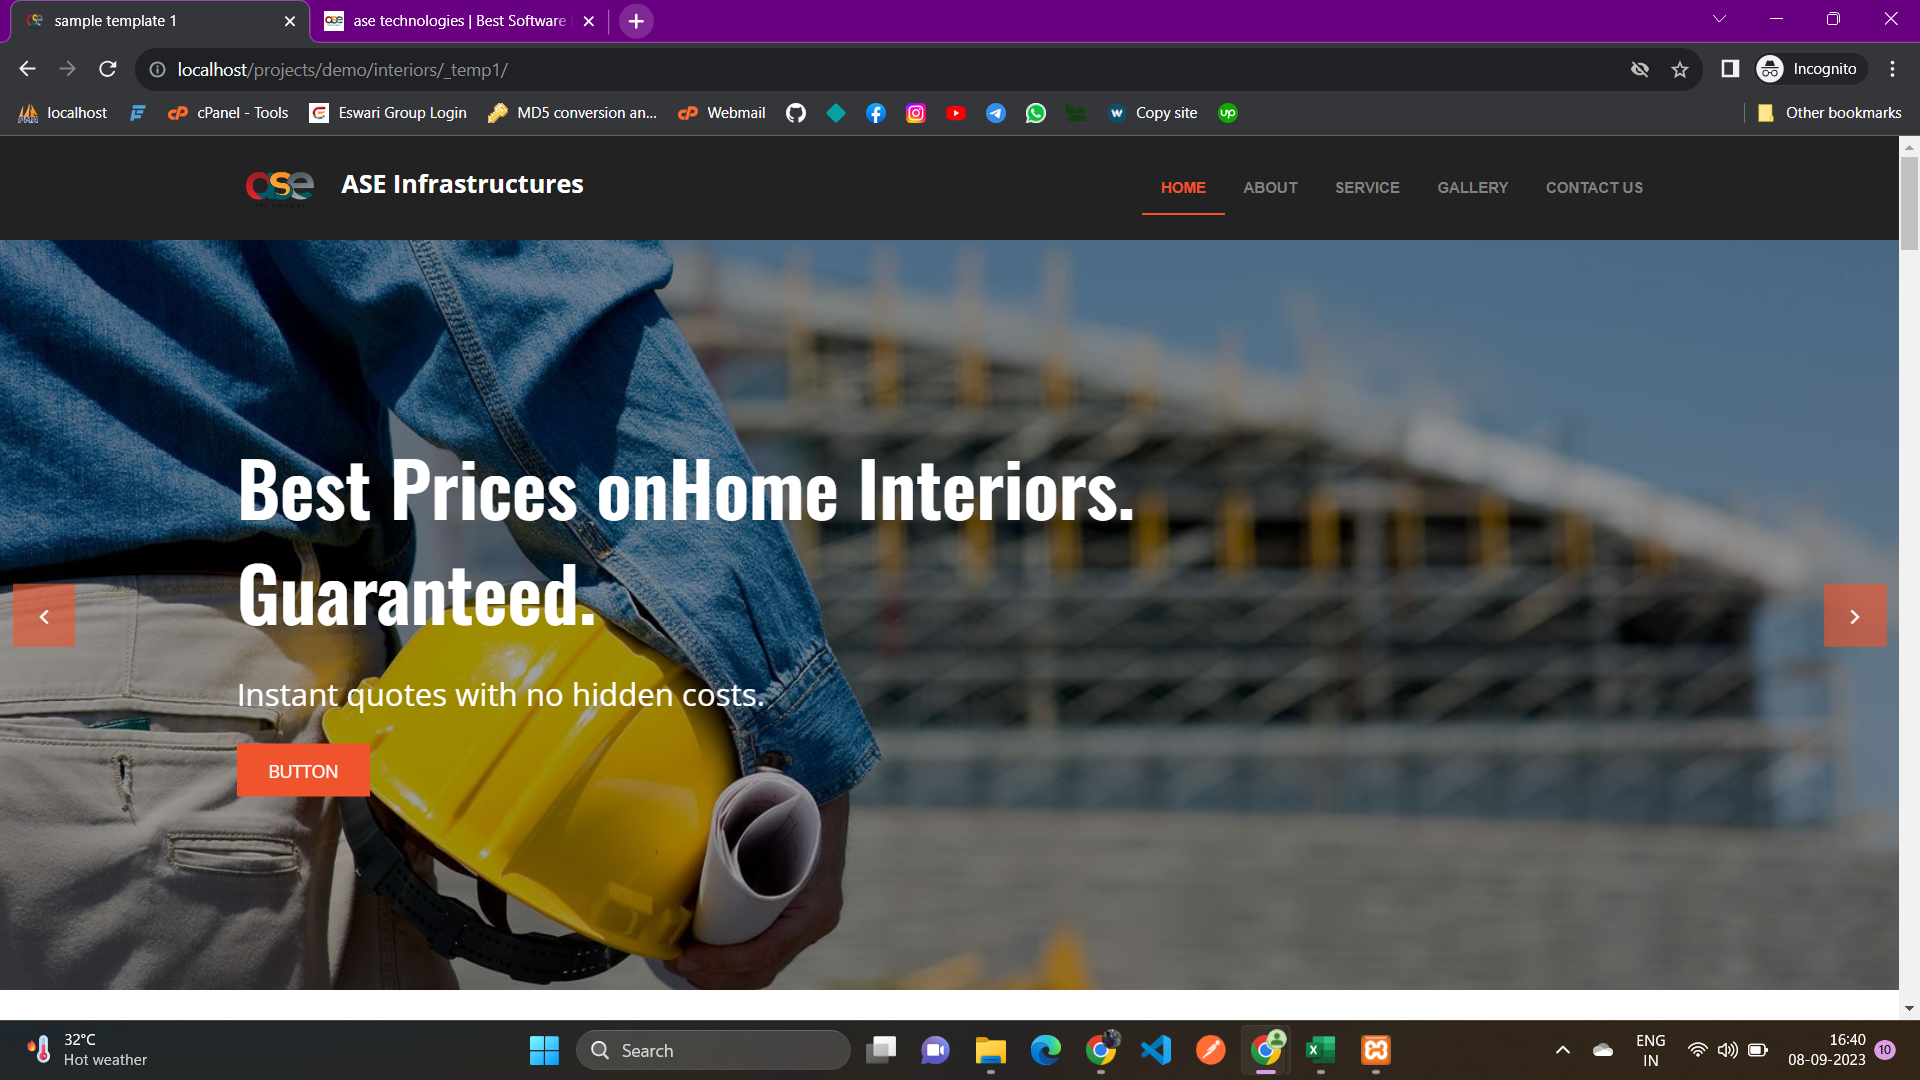 sample template 1
ase technologies | Best Software
localhost/projects/demo/interiors/_temp1/
Incognito
localhost
cPanel - Tools
Eswari Group Login
MD5 conversion an...
Webmail
Copy site
Other bookmarks
ase
ASE Infrastructures
HOME
ABOUT
SERVICE
GALLERY
CONTACT US
Best Prices onHome Interiors.
Guaranteed.
Instant quotes with no hidden costs.
BUTTON
32°C
Hot weather
Search
ENG
IN
16:40
08-09-2023
10